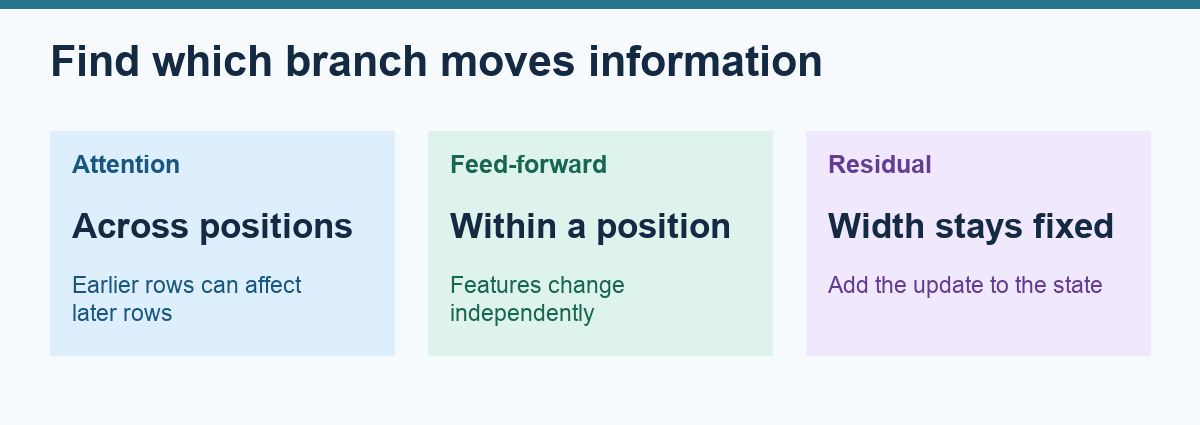 Find which branch moves information
Attention
Across positions
Earlier rows can affect
later rows
Feed-forward
Within a position
Features change
independently
Residual
Width stays fixed
Add the update to the state